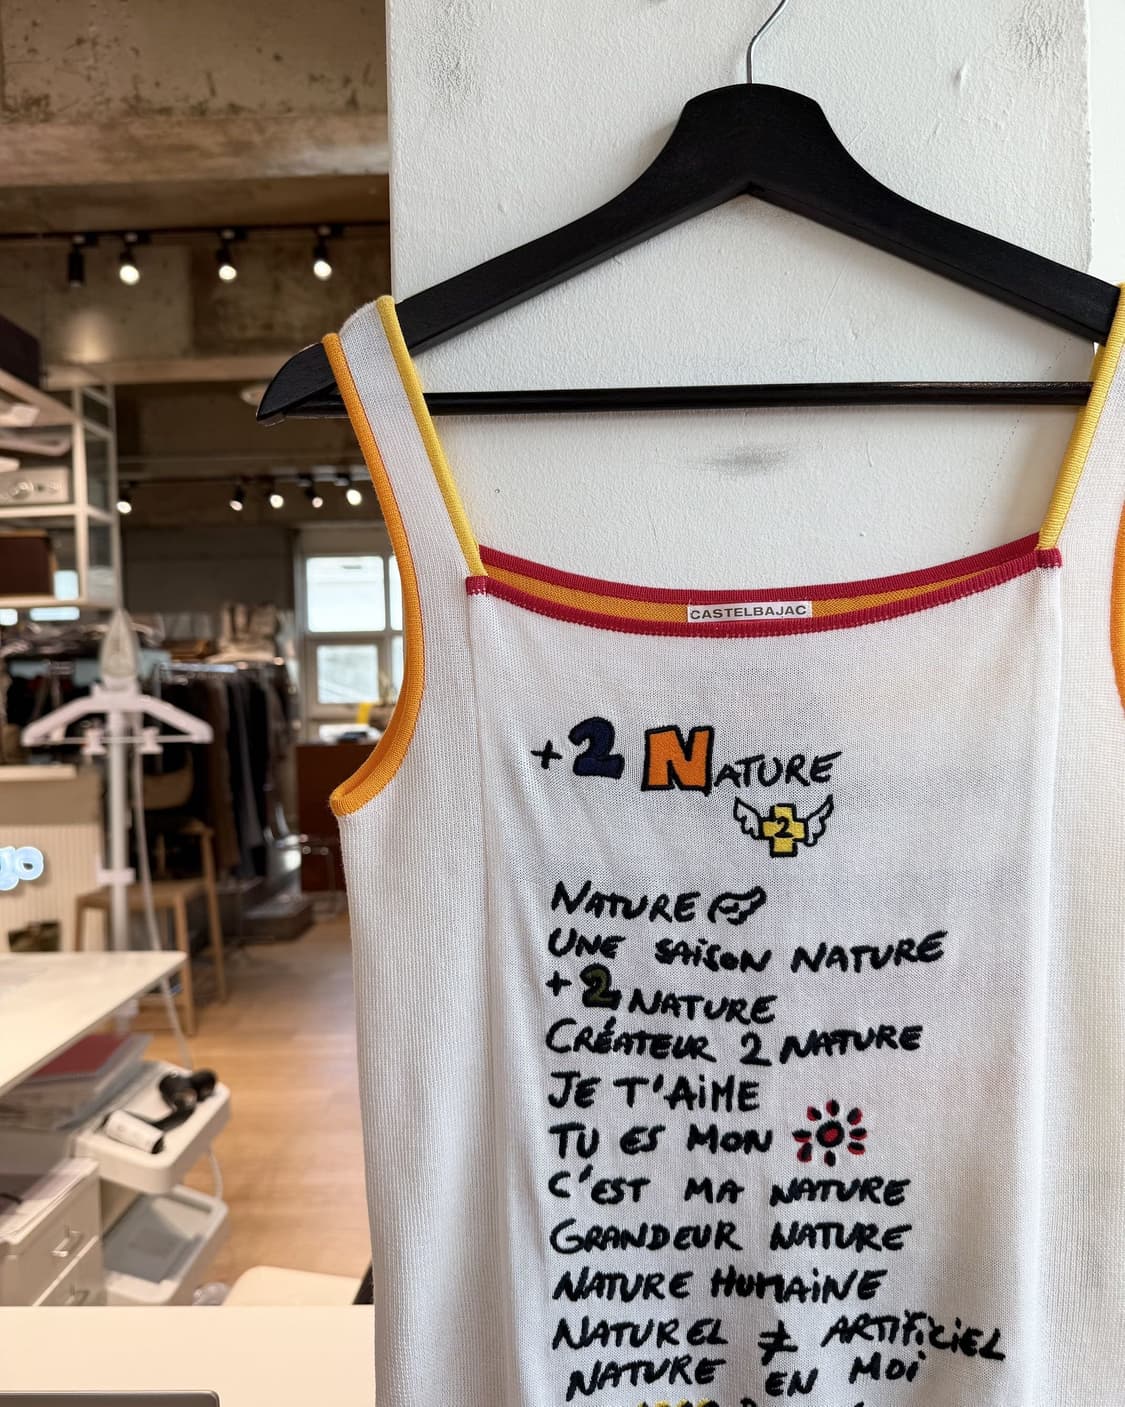 CASTELBAJAC
+2 NATURE
2
NATURE
UNE SAiSON NATURE
+2 NATURE
CRÉATEUR 2 NATURE
JE T'AiME
TU ES MON
C'EST MA NATURE
GRANDEUR NATURE
NATURE HUMAiNE
NATUREL ≠ ARTIFiCiEL
NATURE EN MOi